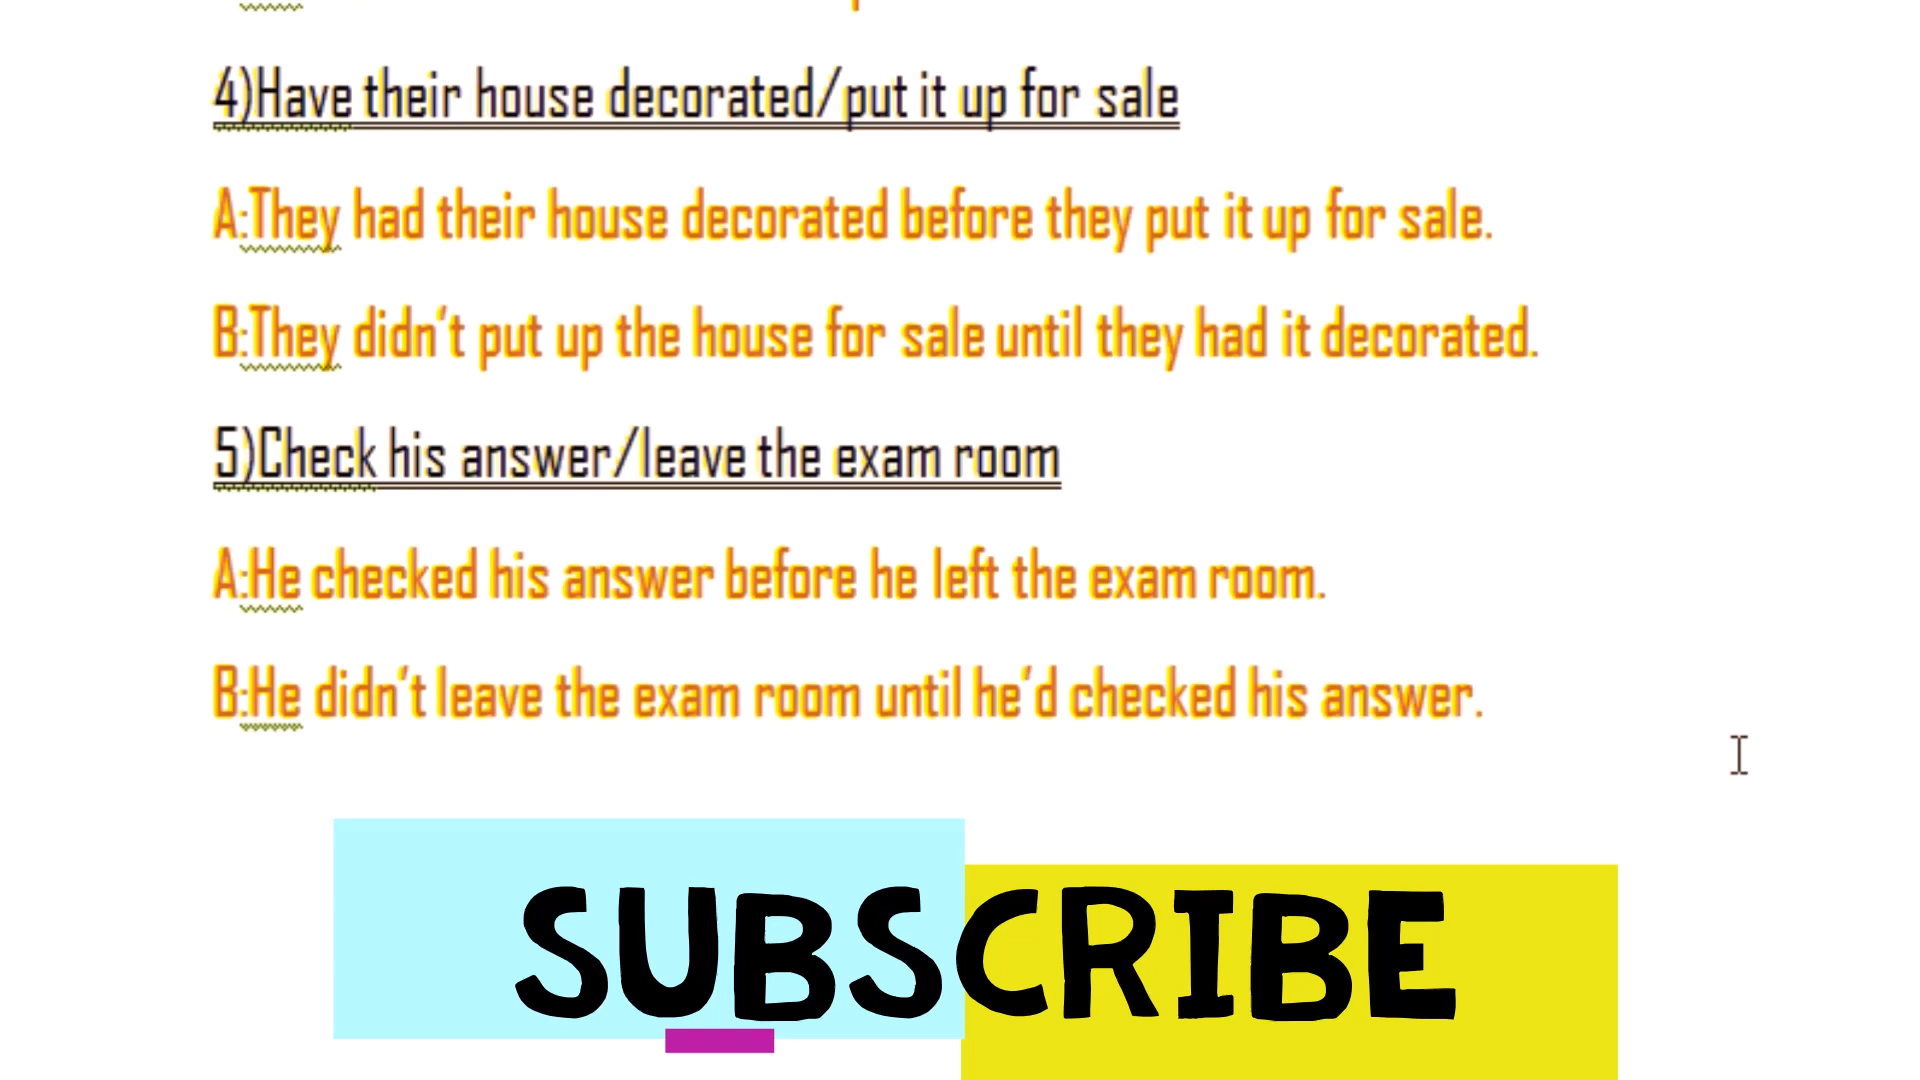 4)Have their house decorated/put it up for sale
A:They had their house decorated before they put it up for sale.
B:They didn't put up the house for sale until they had it decorated.
5)Check his answer/leave the exam room
A:He checked his answer before he left the exam room.
B:He didn't leave the exam room until he'd checked his answer.
SUBSCRIBE